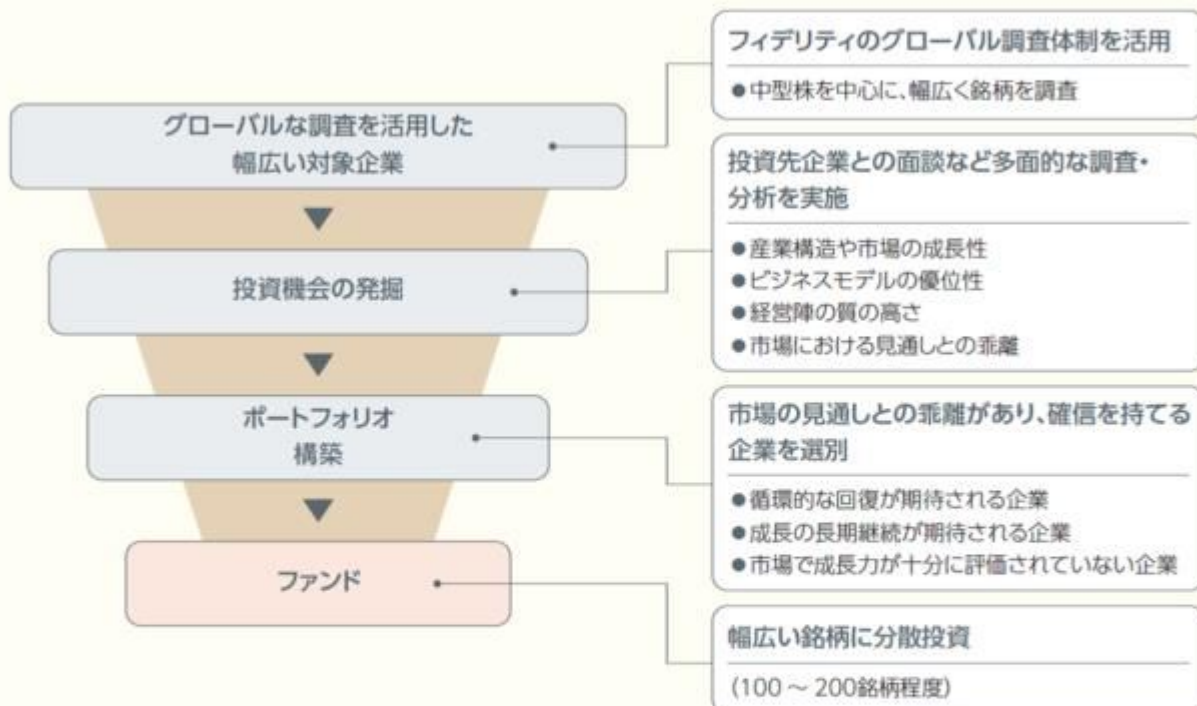 グローバルな調査を活用した
幅広い対象企業
フィデリティのグローバル調査体制を活用
●中型株を中心に、幅広く銘柄を調査
投資機会の発掘
投資先企業との面談など多面的な調査・
分析を実施
●産業構造や市場の成長性
●ビジネスモデルの優位性
●経営陣の質の高さ
●市場における見通しとの乖離
ポートフォリオ
構築
市場の見通しとの乖離があり、確信を持てる
企業を選別
●循環的な回復が期待される企業
●成長の長期継続が期待される企業
●市場で成長力が十分に評価されていない企業
ファンド
幅広い銘柄に分散投資
(100 ～ 200銘柄程度)